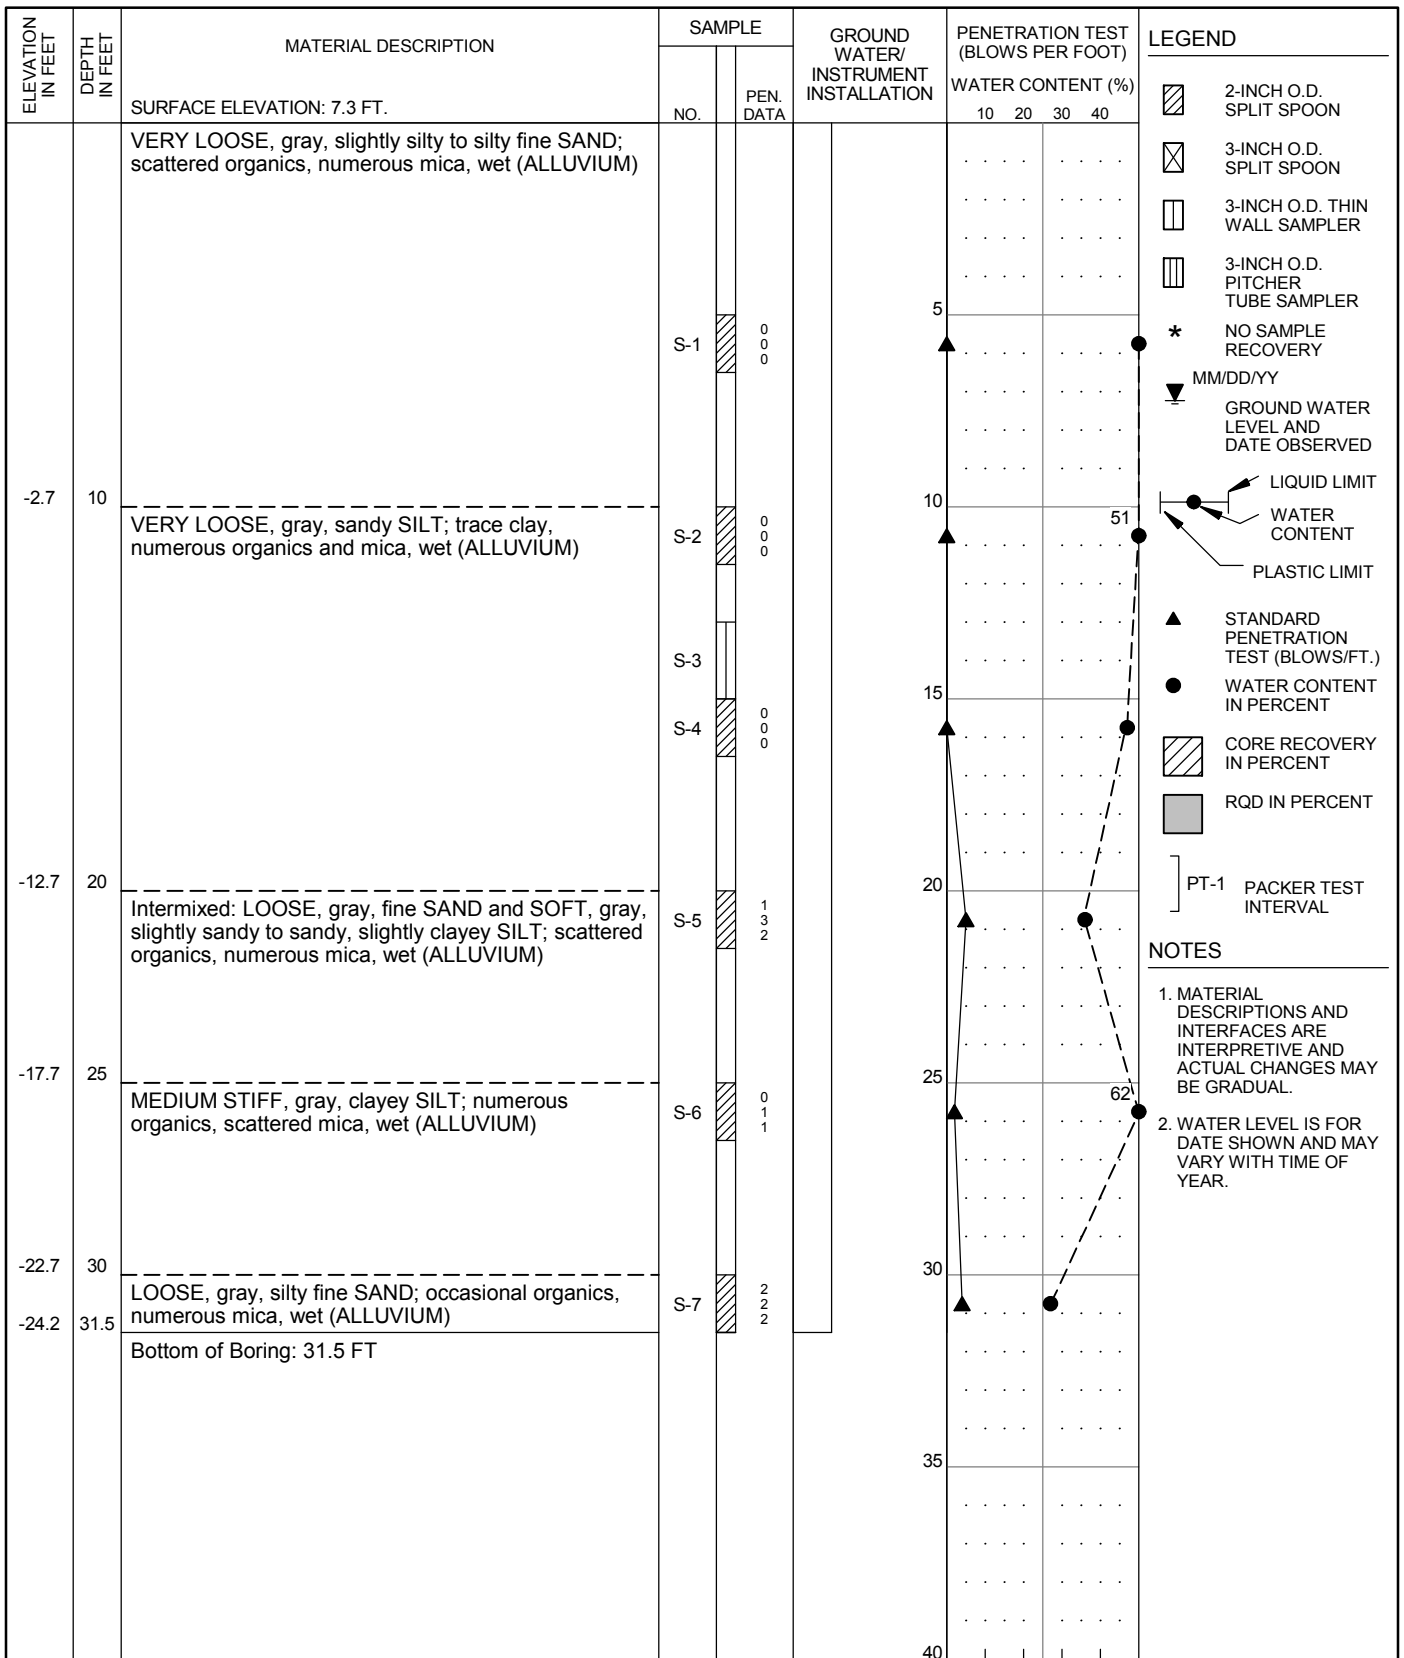 ELEVATION
IN FEET
DEPTH
IN FEET
MATERIAL DESCRIPTION
SURFACE ELEVATION: 7.3 FT.
SAMPLE
NO.
PEN.
DATA
GROUND
WATER/
INSTRUMENT
INSTALLATION
PENETRATION TEST
(BLOWS PER FOOT)
WATER CONTENT (%)
10 20 30 40
VERY LOOSE, gray, slightly silty to silty fine SAND;
scattered organics, numerous mica, wet (ALLUVIUM)
5
S-1
0
0
0
-2.7 10
10
VERY LOOSE, gray, sandy SILT; trace clay,
numerous organics and mica, wet (ALLUVIUM)
S-2
0
0
0
51
S-3
15
S-4
0
0
0
-12.7 20
20
Intermixed: LOOSE, gray, fine SAND and SOFT, gray,
slightly sandy to sandy, slightly clayey SILT; scattered
organics, numerous mica, wet (ALLUVIUM)
S-5
1
3
2
-17.7 25
25
MEDIUM STIFF, gray, clayey SILT; numerous
organics, scattered mica, wet (ALLUVIUM)
S-6
0
1
1
62
-22.7 30
30
LOOSE, gray, silty fine SAND; occasional organics,
numerous mica, wet (ALLUVIUM)
S-7
2
2
2
-24.2 31.5
Bottom of Boring: 31.5 FT
35
40
LEGEND
2-INCH O.D.
SPLIT SPOON
3-INCH O.D.
SPLIT SPOON
3-INCH O.D. THIN
WALL SAMPLER
3-INCH O.D.
PITCHER
TUBE SAMPLER
* NO SAMPLE
RECOVERY
MM/DD/YY
GROUND WATER
LEVEL AND
DATE OBSERVED
LIQUID LIMIT
WATER
CONTENT
PLASTIC LIMIT
STANDARD
PENETRATION
TEST (BLOWS/FT.)
WATER CONTENT
IN PERCENT
CORE RECOVERY
IN PERCENT
RQD IN PERCENT
PT-1 PACKER TEST
INTERVAL
NOTES
1. MATERIAL
DESCRIPTIONS AND
INTERFACES ARE
INTERPRETIVE AND
ACTUAL CHANGES MAY
BE GRADUAL.
2. WATER LEVEL IS FOR
DATE SHOWN AND MAY
VARY WITH TIME OF
YEAR.